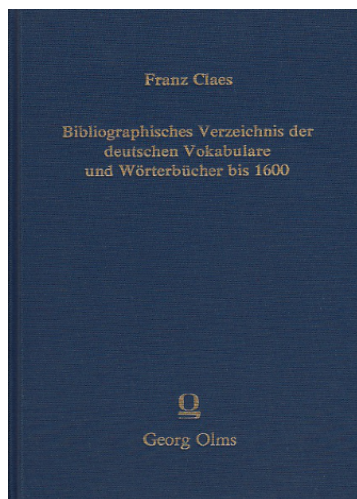 Franz Claes
Bibliographisches Verzeichnis der
deutschen Vokabulare
und Wörterbücher bis 1600
Georg Olms